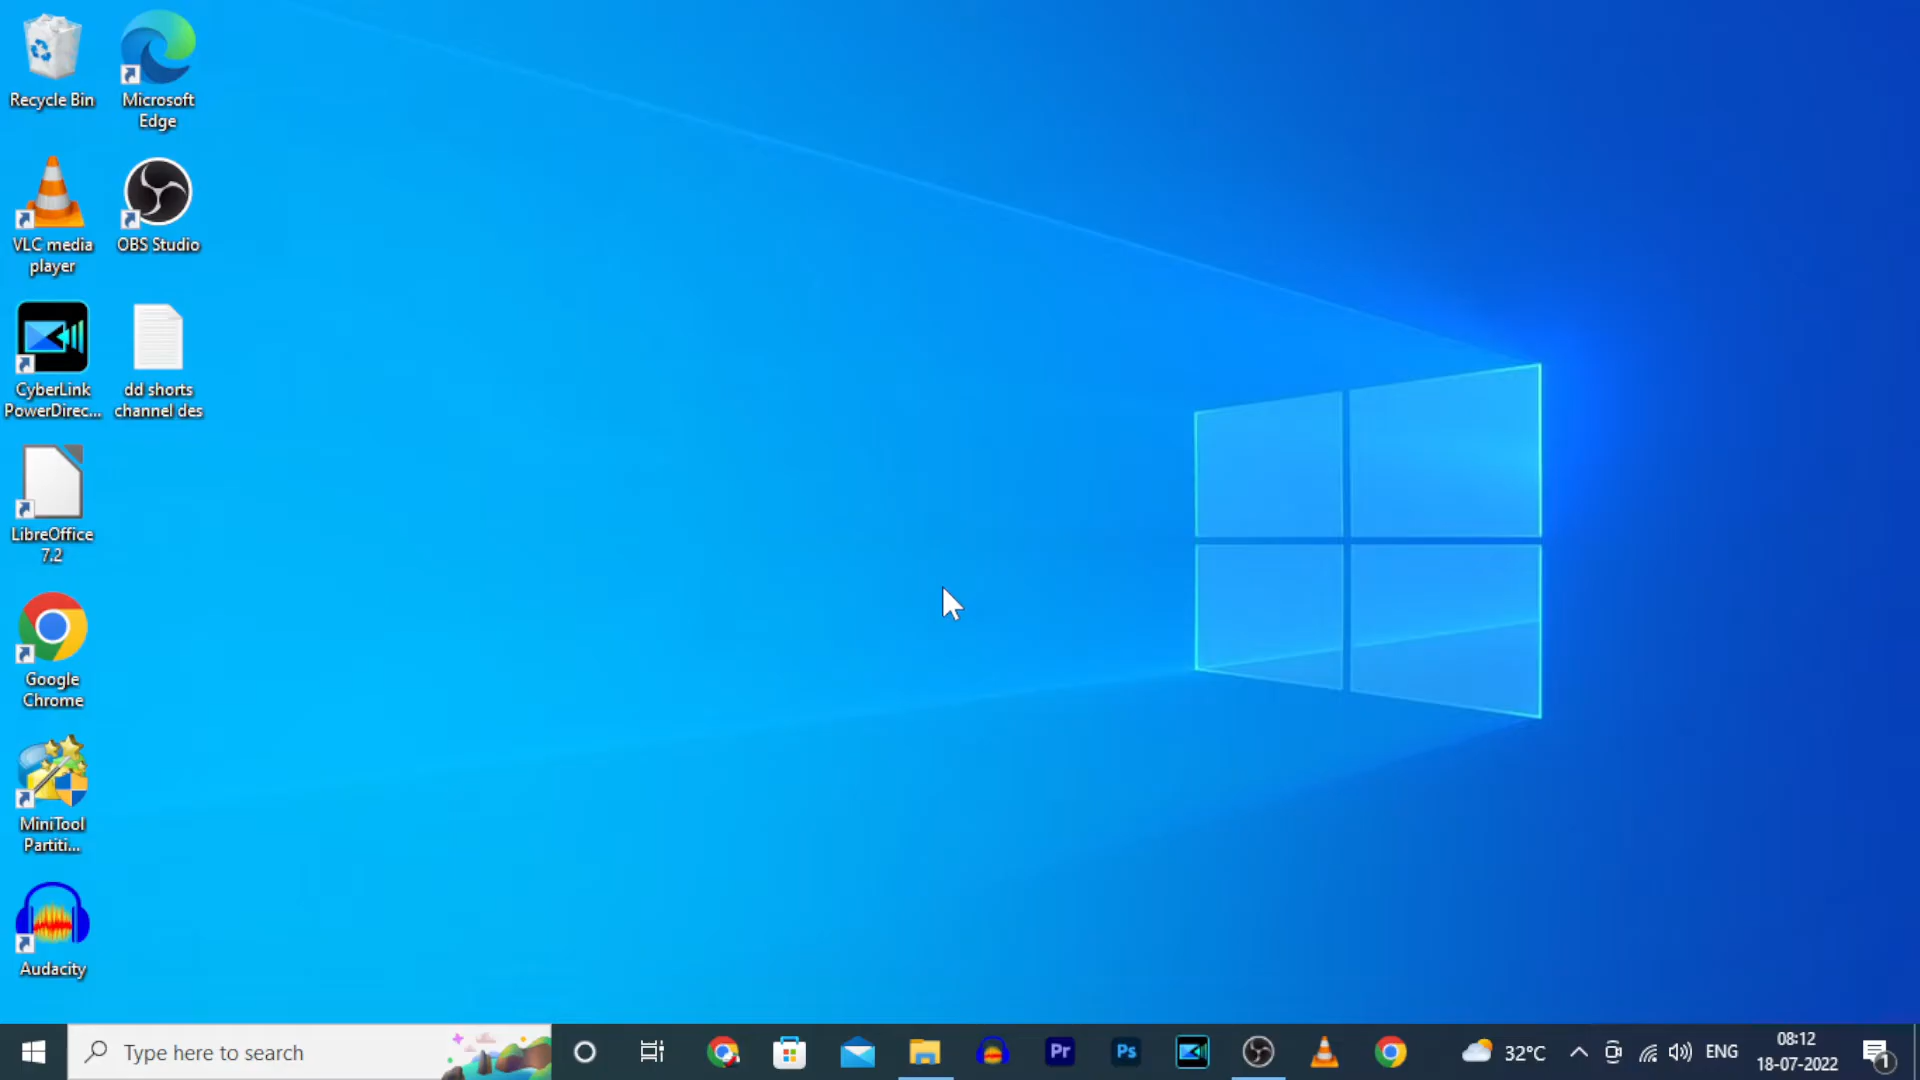 Recycle Bin
Microsoft
Edge
VLC media
player
OBS Studio
CyberLink
PowerDirec...
dd shorts
channel des
LibreOffice
7.2
Google
Chrome
MiniTool
Partiti...
Audacity
Type here to search
Pr
Ps
32°C
ENG
08:12
18-07-2022
1